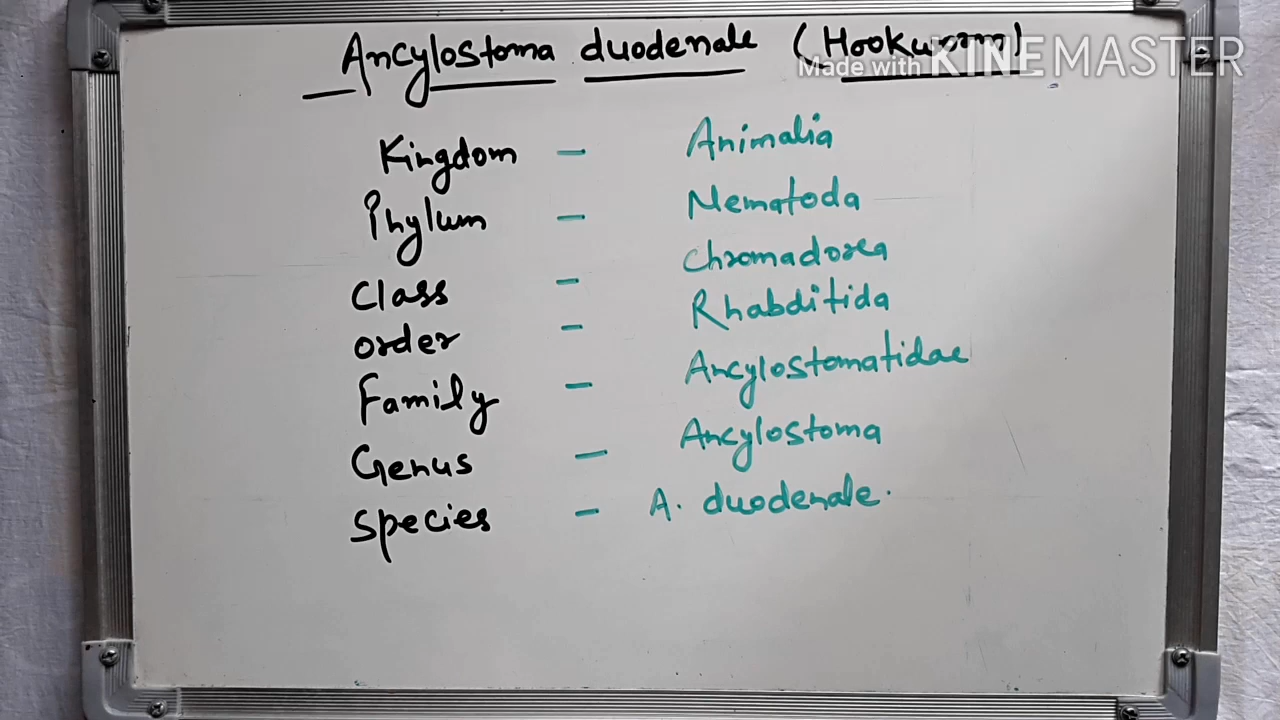 Ancylostoma duodenale (Hookworm)
Made with KINEMASTER
Kingdom - Animalia
Phylum - Nematoda
Class - Chromadorea
order - Rhabditida
Family - Ancylostomatidae
Genus - Ancylostoma
Species - A. duodenale.